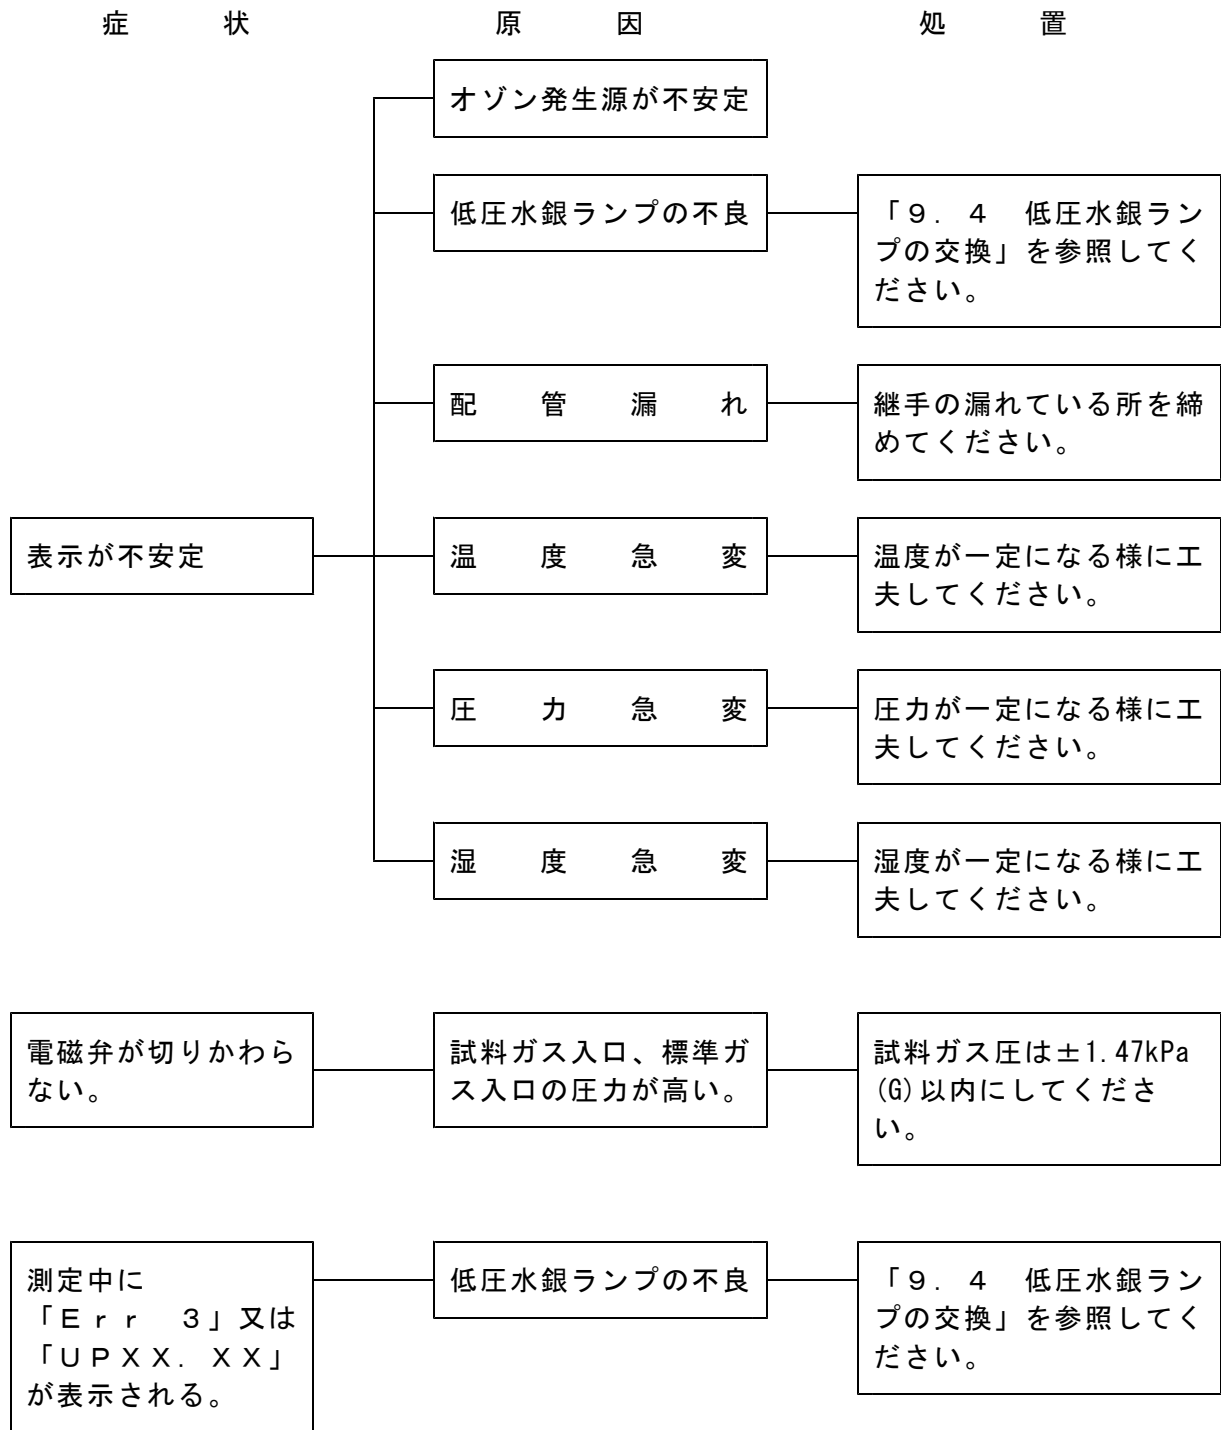 症　状　原　因　処　置
オゾン発生源が不安定
低圧水銀ランプの不良
「９．４　低圧水銀ラン
プの交換」を参照してく
ださい。
配管漏れ
継手の漏れている所を締
めてください。
表示が不安定
温度急変
温度が一定になる様に工
夫してください。
圧力急変
圧力が一定になる様に工
夫してください。
湿度急変
湿度が一定になる様に工
夫してください。
電磁弁が切りかわら
ない。
試料ガス入口、標準ガ
ス入口の圧力が高い。
試料ガス圧は±1.47kPa
(G)以内にしてくださ
い。
測定中に
「Ｅｒｒ　３」又は
「ＵＰＸＸ．ＸＸ」
が表示される。
低圧水銀ランプの不良
「９．４　低圧水銀ラン
プの交換」を参照してく
ださい。